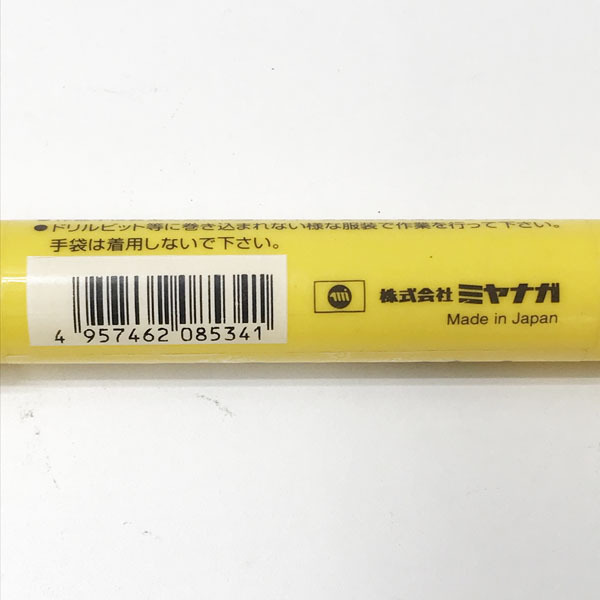 ●ドリルビット等に巻き込まれない様な服装で作業を行って下さい。
手袋は着用しないで下さい。
4 957462 085341
株式会社 ミヤナガ
Made in Japan